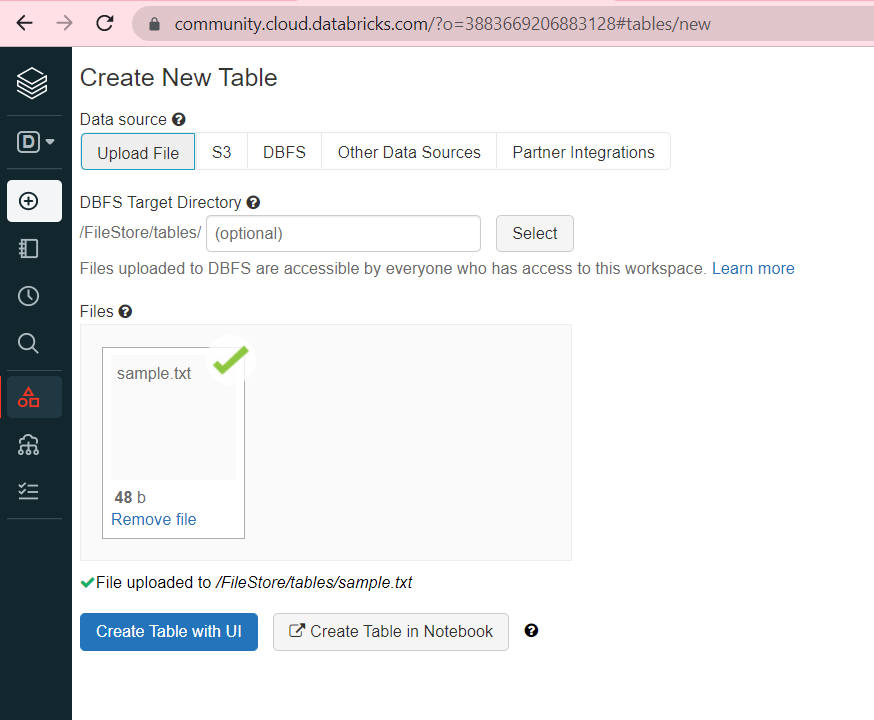 community.cloud.databricks.com/?o=3883669206883128#tables/new
Create New Table
Data source ?
D
Upload File S3 DBFS Other Data Sources Partner Integrations
DBFS Target Directory ?
/FileStore/tables/ (optional) Select
Files uploaded to DBFS are accessible by everyone who has access to this workspace. Learn more
Files ?
sample.txt
48 b
Remove file
File uploaded to /FileStore/tables/sample.txt
Create Table with UI Create Table in Notebook ?